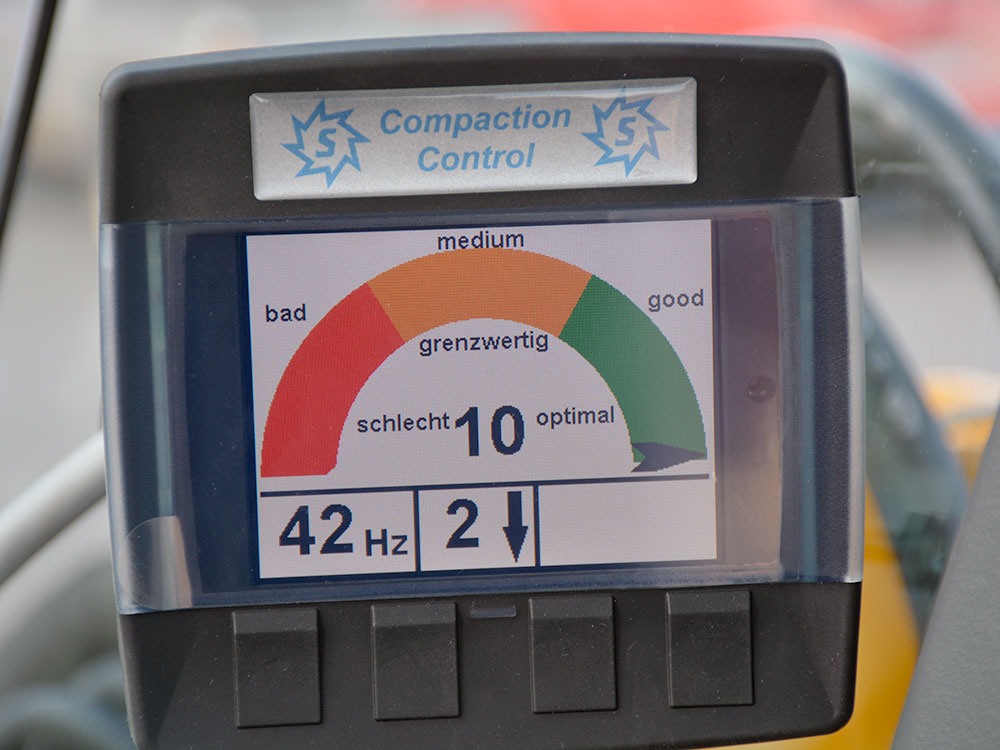 S Compaction S
Control
medium
bad
good
grenzwertig
schlecht 10 optimal
42 Hz 2